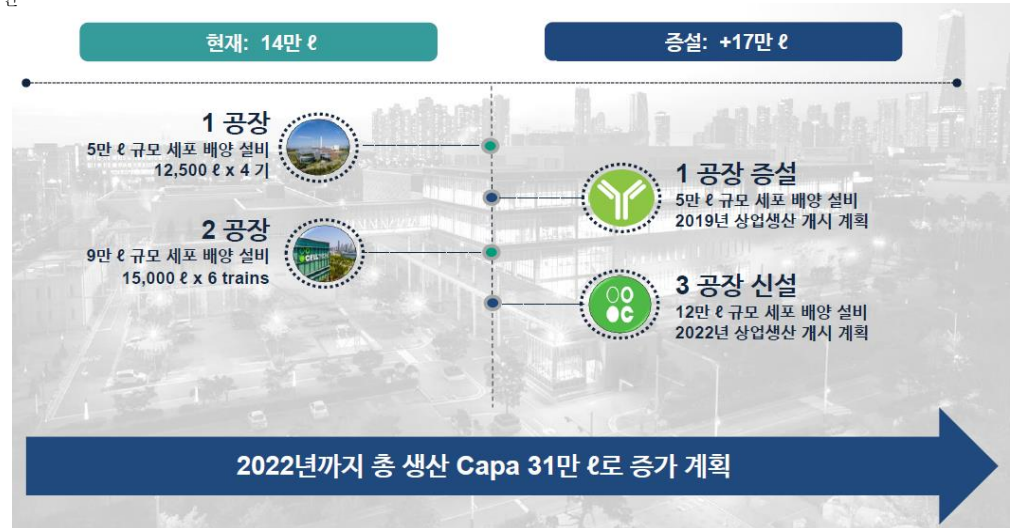 현재: 14만 ℓ
증설: +17만 ℓ
1 공장
5만 ℓ 규모 세포 배양 설비
12,500 ℓ x 4 기
1 공장 증설
5만 ℓ 규모 세포 배양 설비
2019년 상업생산 개시 계획
2 공장
9만 ℓ 규모 세포 배양 설비
15,000 ℓ x 6 trains
3 공장 신설
12만 ℓ 규모 세포 배양 설비
2022년 상업생산 개시 계획
2022년까지 총 생산 Capa 31만 ℓ로 증가 계획